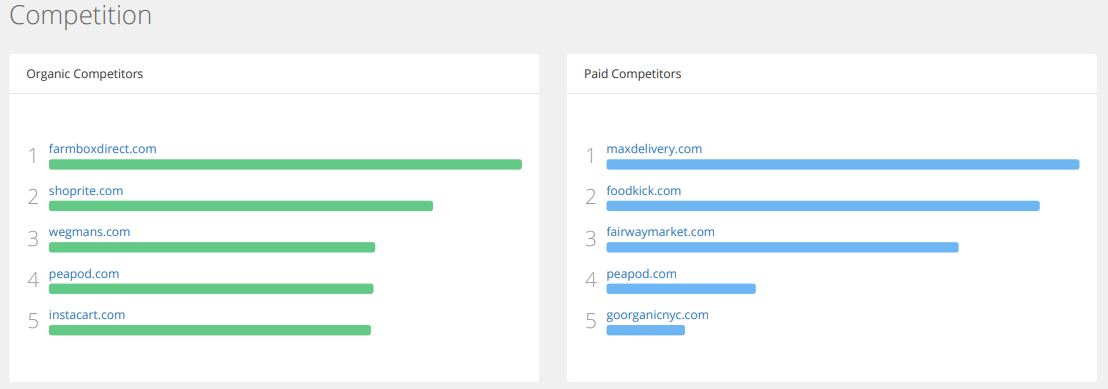 Competition
Organic Competitors
1 farmboxdirect.com
2 shoprite.com
3 wegmans.com
4 peapod.com
5 instacart.com
Paid Competitors
1 maxdelivery.com
2 foodkick.com
3 fairwaymarket.com
4 peapod.com
5 goorganicnyc.com